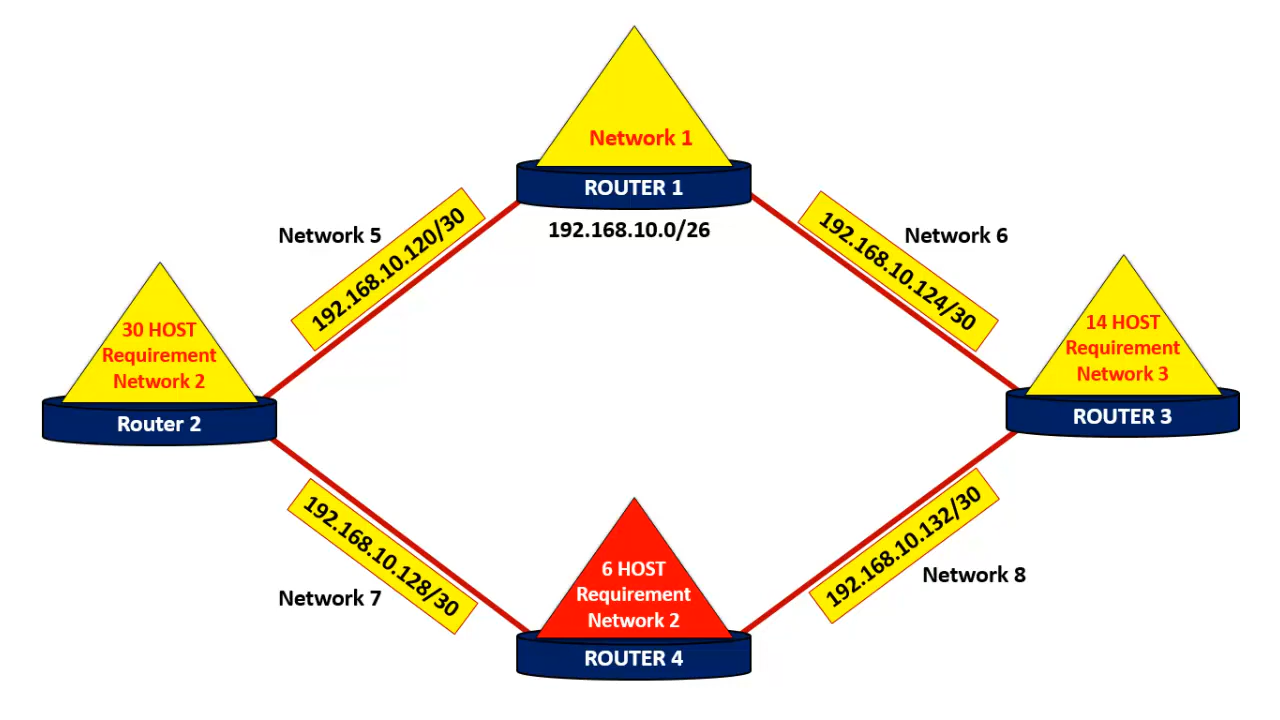 Network 1
ROUTER 1
192.168.10.0/26
Network 5
192.168.10.120/30
192.168.10.124/30
Network 6
30 HOST
Requirement
Network 2
Router 2
14 HOST
Requirement
Network 3
ROUTER 3
192.168.10.128/30
Network 7
6 HOST
Requirement
Network 2
ROUTER 4
192.168.10.132/30
Network 8